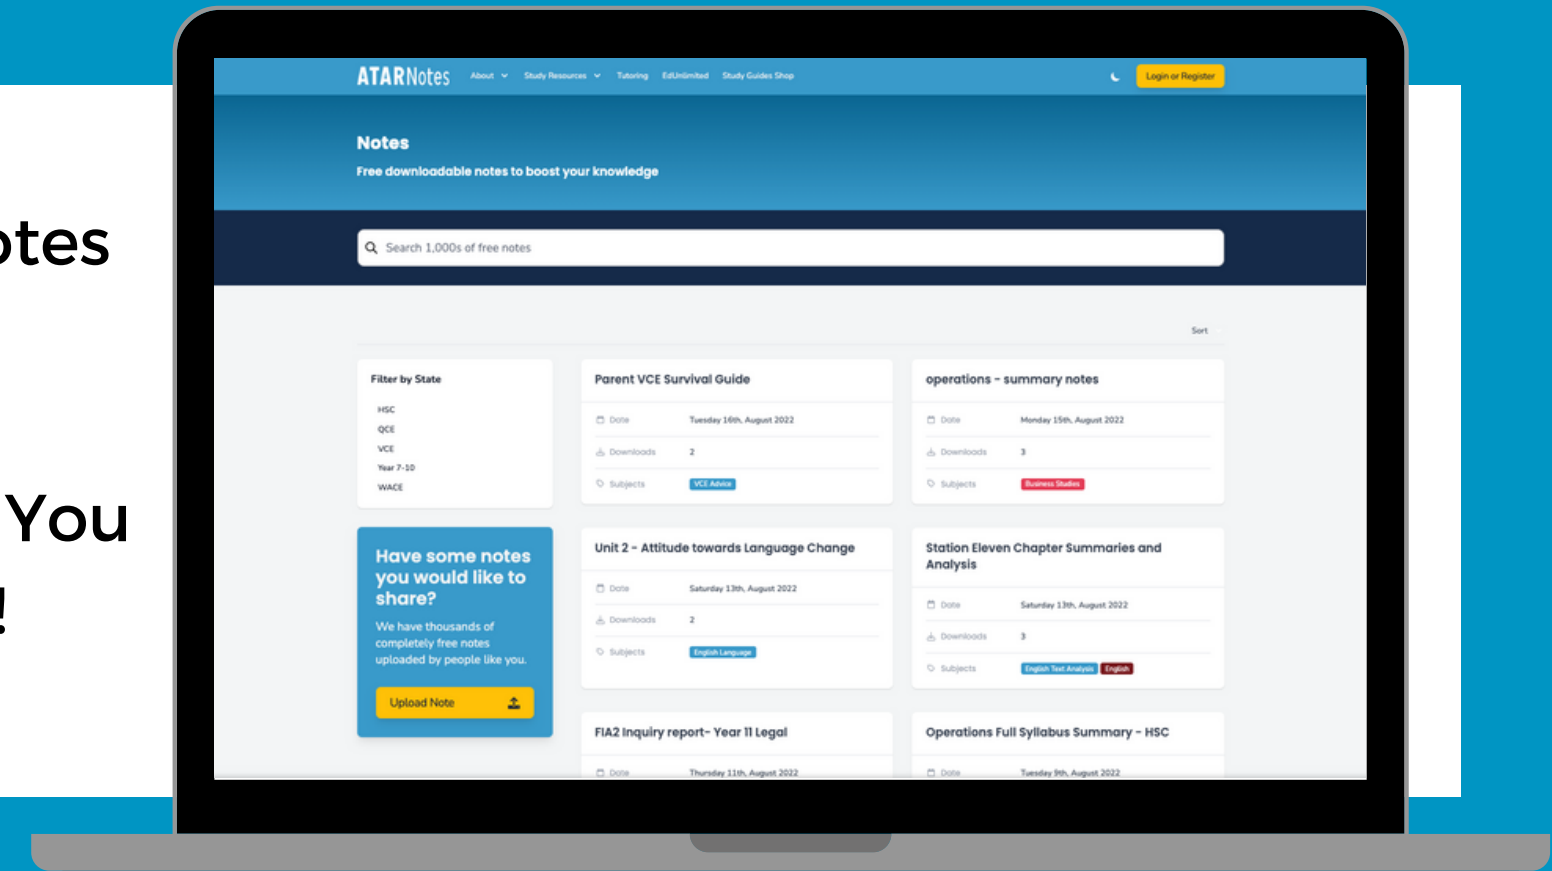 otes
You
!
ATARNotes About Study Resources Tutoring EdUnlimited Study Guides Shop Login or Register
Notes
Free downloadable notes to boost your knowledge
Search 1,000s of free notes
Sort
Filter by State
HSC
QCE
VCE
Year 7-10
WACE
Have some notes
you would like to
share?
We have thousands of
completely free notes
uploaded by people like you.
Upload Note
Parent VCE Survival Guide
Date Tuesday 16th, August 2022
Downloads 2
Subjects VCE Advice
operations - summary notes
Date Monday 15th, August 2022
Downloads 3
Subjects Business Studies
Unit 2 - Attitude towards Language Change
Date Saturday 13th, August 2022
Downloads 2
Subjects English Language
Station Eleven Chapter Summaries and
Analysis
Date Saturday 13th, August 2022
Downloads 3
Subjects English Text Analysis English
FIA2 Inquiry report- Year 11 Legal
Date Thursday 11th, August 2022
Operations Full Syllabus Summary - HSC
Date Tuesday 9th, August 2022